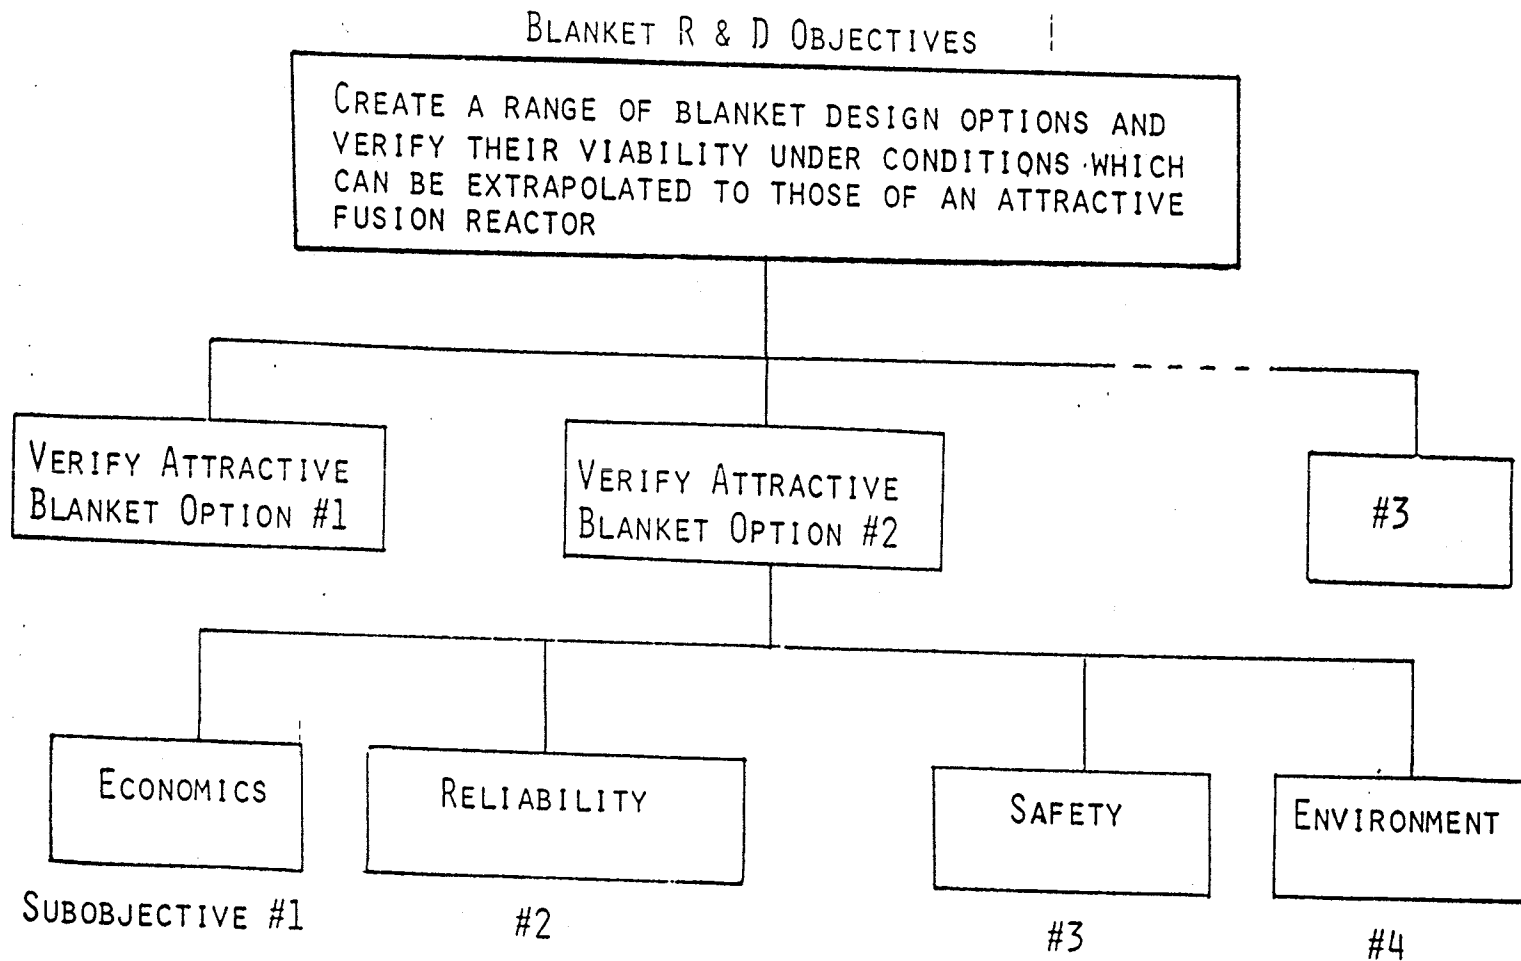 BLANKET R & D OBJECTIVES
CREATE A RANGE OF BLANKET DESIGN OPTIONS AND
VERIFY THEIR VIABILITY UNDER CONDITIONS WHICH
CAN BE EXTRAPOLATED TO THOSE OF AN ATTRACTIVE
FUSION REACTOR
VERIFY ATTRACTIVE
BLANKET OPTION #1
VERIFY ATTRACTIVE
BLANKET OPTION #2
#3
ECONOMICS
RELIABILITY
SAFETY
ENVIRONMENT
SUBOBJECTIVE #1
#2
#3
#4